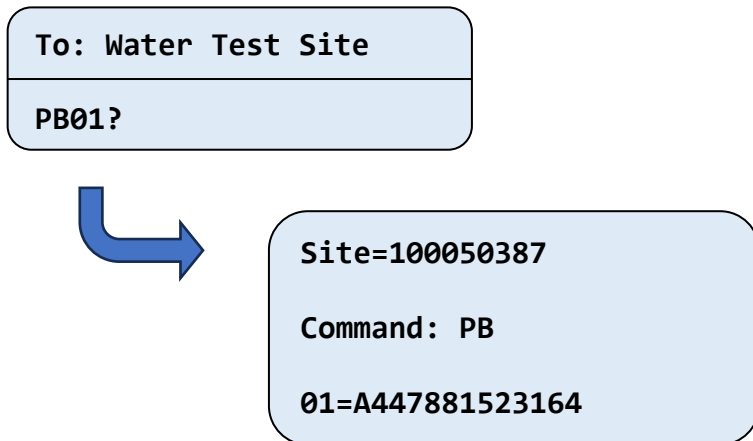 To: Water Test Site
PB01?
Site=100050387
Command: PB
01=A447881523164